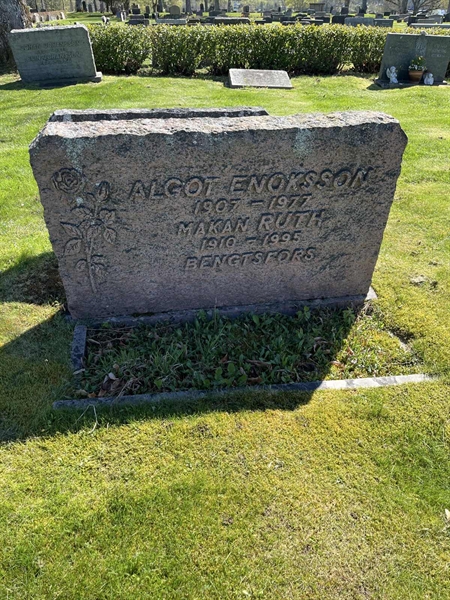 ALGOT ENOKSSON
1907 - 1977
MAKAN RUTH
1910 - 1995
BENGTSFORS